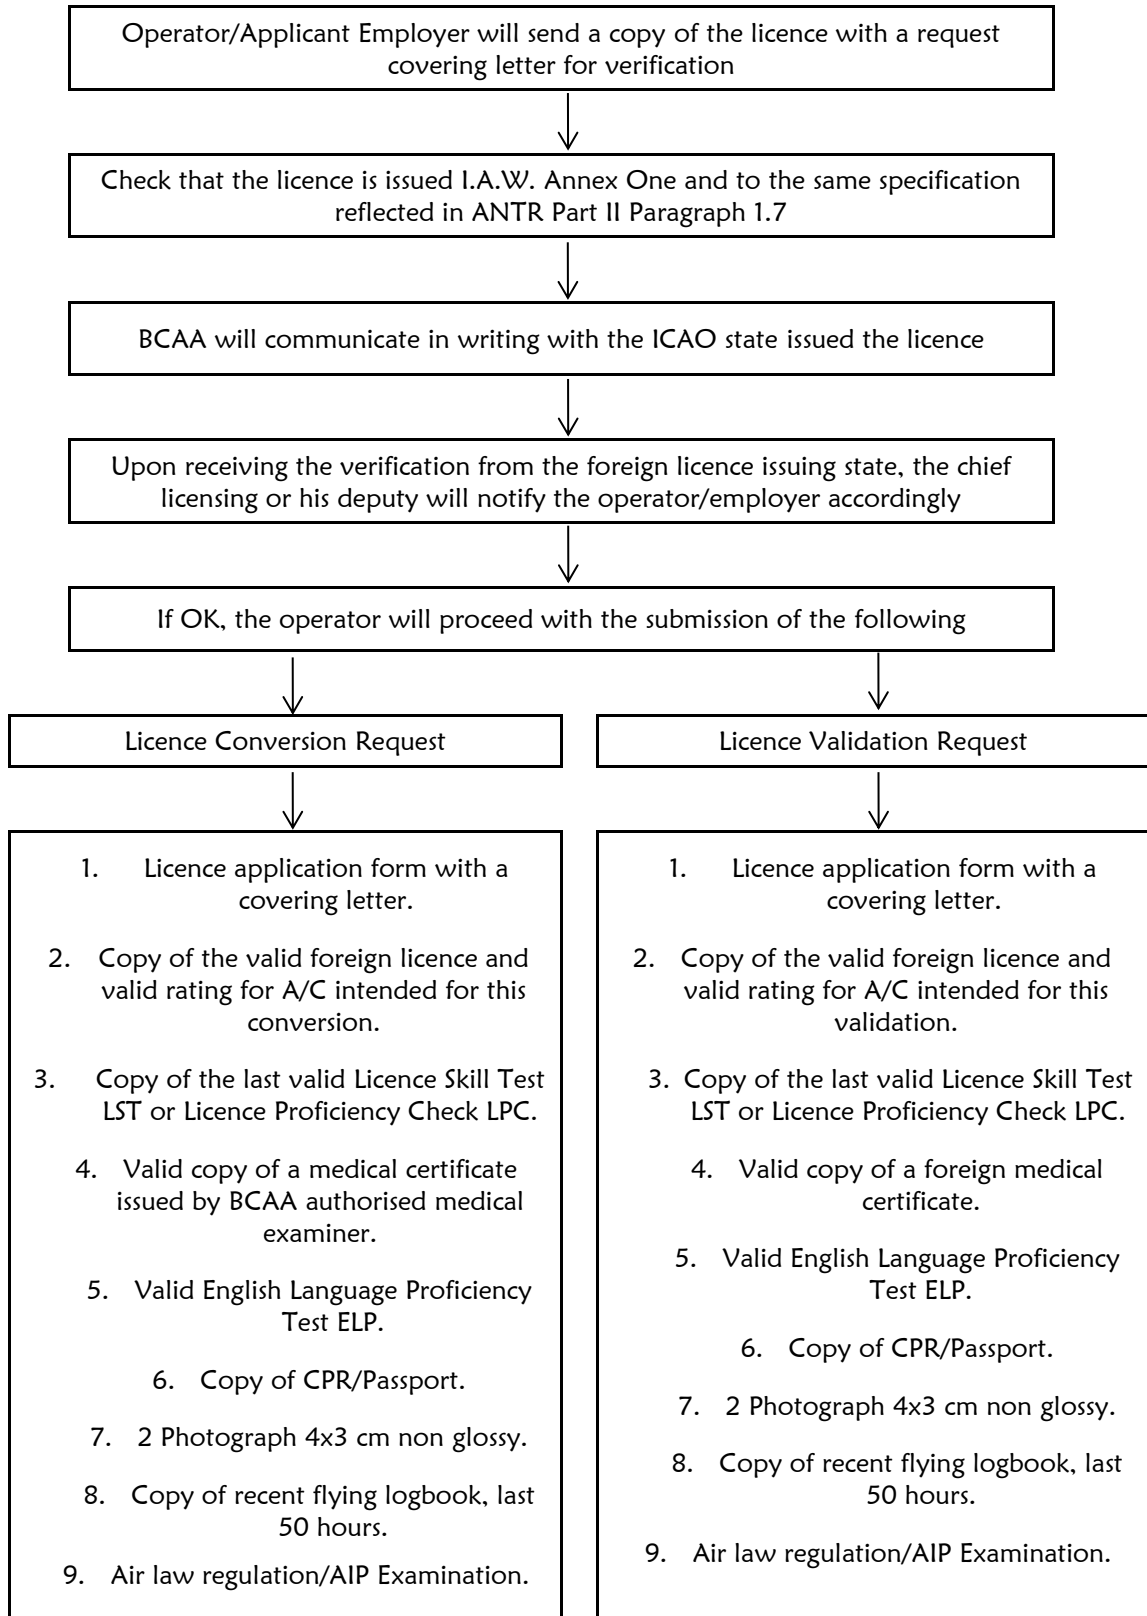 Operator/Applicant Employer will send a copy of the licence with a request
covering letter for verification
Check that the licence is issued I.A.W. Annex One and to the same specification
reflected in ANTR Part II Paragraph 1.7
BCAA will communicate in writing with the ICAO state issued the licence
Upon receiving the verification from the foreign licence issuing state, the chief
licensing or his deputy will notify the operator/employer accordingly
If OK, the operator will proceed with the submission of the following
Licence Conversion Request
1. Licence application form with a
covering letter.
2. Copy of the valid foreign licence and
valid rating for A/C intended for this
conversion.
3. Copy of the last valid Licence Skill Test
LST or Licence Proficiency Check LPC.
4. Valid copy of a medical certificate
issued by BCAA authorised medical
examiner.
5. Valid English Language Proficiency
Test ELP.
6. Copy of CPR/Passport.
7. 2 Photograph 4x3 cm non glossy.
8. Copy of recent flying logbook, last
50 hours.
9. Air law regulation/AIP Examination.
Licence Validation Request
1. Licence application form with a
covering letter.
2. Copy of the valid foreign licence and
valid rating for A/C intended for this
validation.
3. Copy of the last valid Licence Skill Test
LST or Licence Proficiency Check LPC.
4. Valid copy of a foreign medical
certificate.
5. Valid English Language Proficiency
Test ELP.
6. Copy of CPR/Passport.
7. 2 Photograph 4x3 cm non glossy.
8. Copy of recent flying logbook, last
50 hours.
9. Air law regulation/AIP Examination.